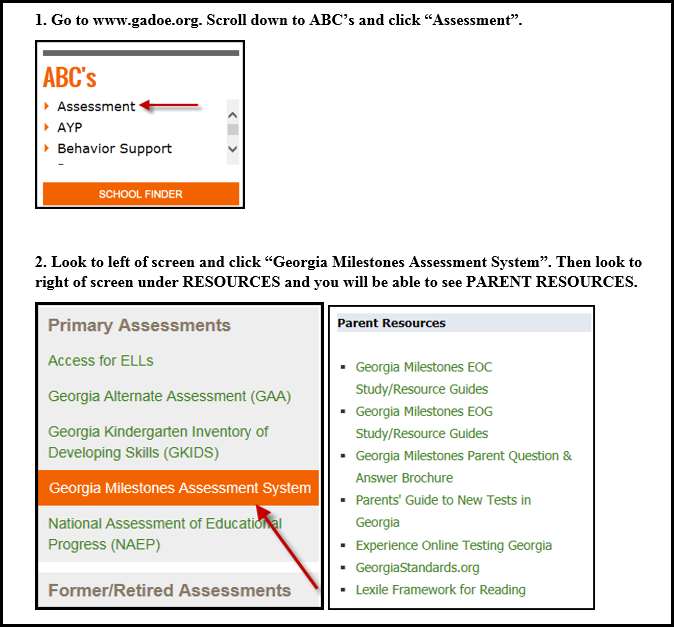 1. Go to www.gadoe.org. Scroll down to ABC’s and click “Assessment”.
ABC's
Assessment
AYP
Behavior Support
SCHOOL FINDER
2. Look to left of screen and click “Georgia Milestones Assessment System”. Then look to
right of screen under RESOURCES and you will be able to see PARENT RESOURCES.
Primary Assessments
Access for ELLs
Georgia Alternate Assessment (GAA)
Georgia Kindergarten Inventory of
Developing Skills (GKIDS)
Georgia Milestones Assessment System
National Assessment of Educational
Progress (NAEP)
Former/Retired Assessments
Parent Resources
Georgia Milestones EOC
Study/Resource Guides
Georgia Milestones EOG
Study/Resource Guides
Georgia Milestones Parent Question &
Answer Brochure
Parents' Guide to New Tests in
Georgia
Experience Online Testing Georgia
GeorgiaStandards.org
Lexile Framework for Reading